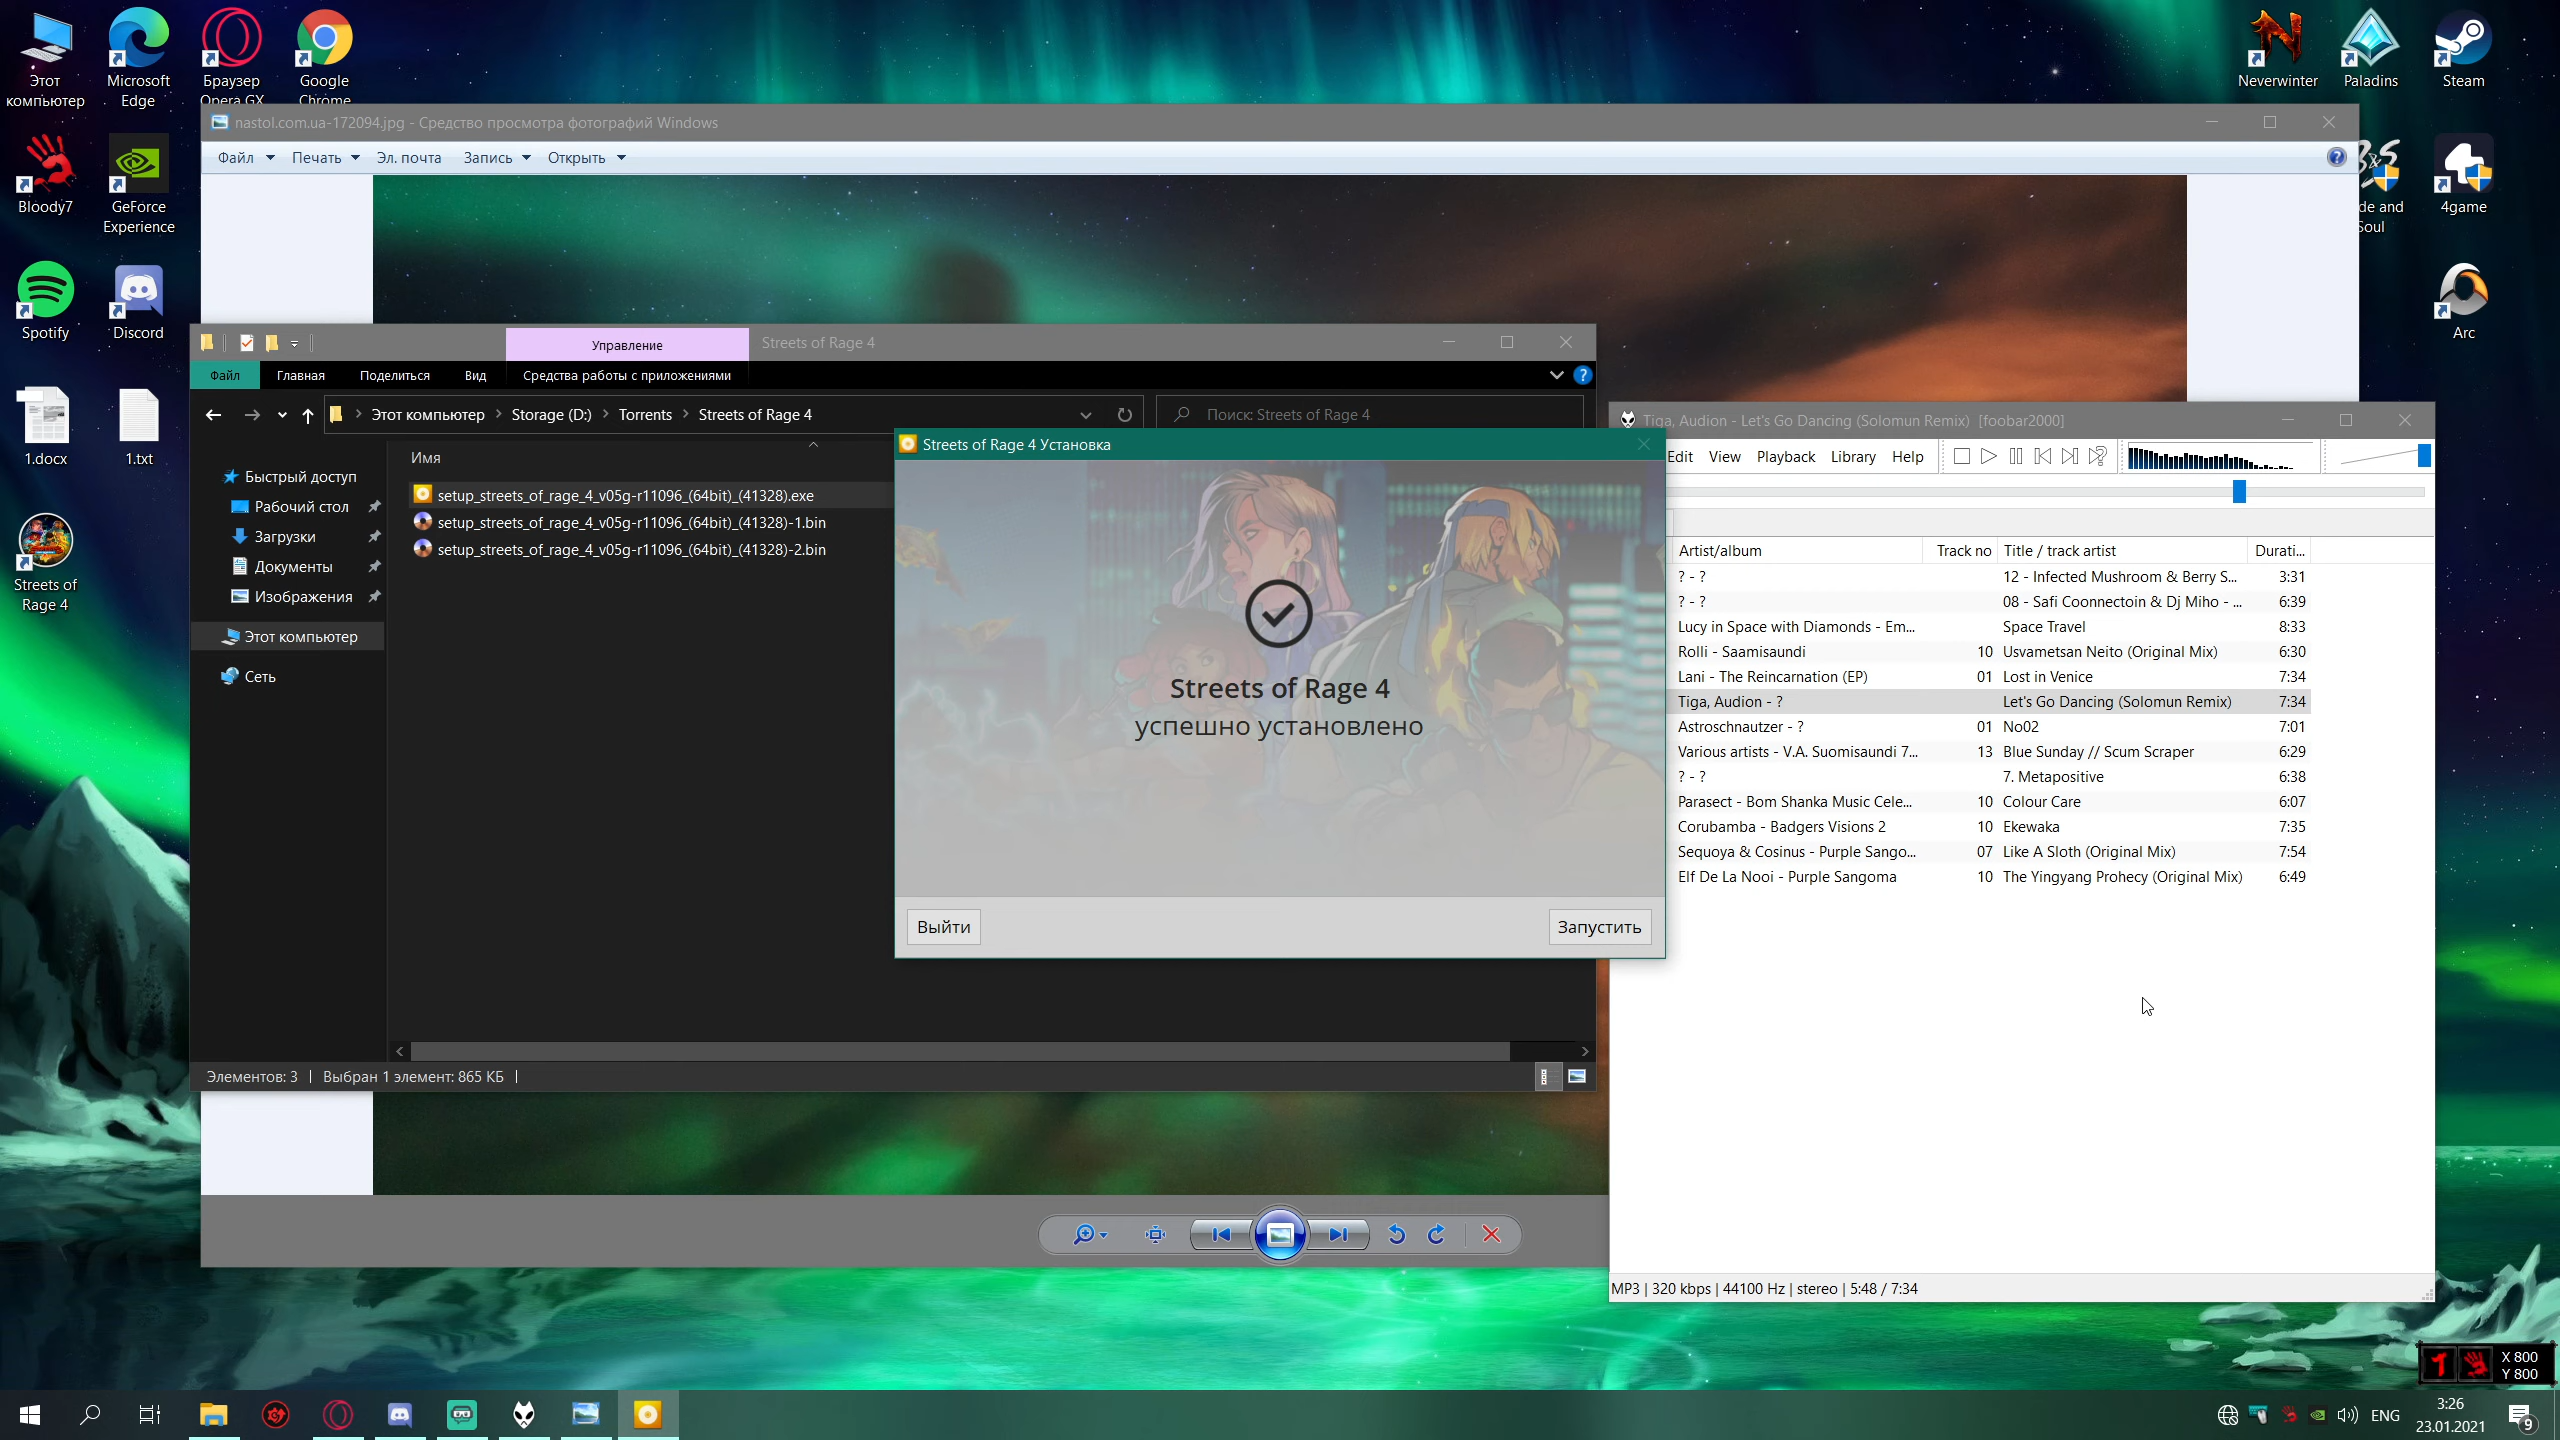 Этот компьютер
Microsoft Edge
Браузер Opera GX
Google Chrome
Neverwinter
Paladins
Steam
nastol.com.ua-172094.jpg - Средство просмотра фотографий Windows
Файл
Печать
Эл. почта
Запись
Открыть
Bloody7
GeForce Experience
de and Soul
4game
Spotify
Discord
Arc
1.docx
1.txt
Streets of Rage 4
Управление
Streets of Rage 4
Файл
Главная
Поделиться
Вид
Средства работы с приложениями
Этот компьютер
Storage (D:)
Torrents
Streets of Rage 4
Поиск: Streets of Rage 4
Имя
Быстрый доступ
Рабочий стол
Загрузки
Документы
Изображения
Этот компьютер
Сеть
setup_streets_of_rage_4_v05g-r11096_(64bit)_(41328).exe
setup_streets_of_rage_4_v05g-r11096_(64bit)_(41328)-1.bin
setup_streets_of_rage_4_v05g-r11096_(64bit)_(41328)-2.bin
Элементов: 3
Выбран 1 элемент: 865 КБ
Streets of Rage 4 Установка
Streets of Rage 4
успешно установлено
Выйти
Запустить
Tiga, Audion - Let's Go Dancing (Solomun Remix) [foobar2000]
Edit View Playback Library Help
Artist/album Track no Title / track artist Durati...
? - ? 12 - Infected Mushroom & Berry S... 3:31
? - ? 08 - Safi Coonnectoin & Dj Miho - ... 6:39
Lucy in Space with Diamonds - Em... Space Travel 8:33
Rolli - Saamisaundi 10 Usvametsan Neito (Original Mix) 6:30
Lani - The Reincarnation (EP) 01 Lost in Venice 7:34
Tiga, Audion - ? Let's Go Dancing (Solomun Remix) 7:34
Astroschnautzer - ? 01 No02 7:01
Various artists - V.A. Suomisaundi 7... 13 Blue Sunday // Scum Scraper 6:29
? - ? 7. Metapositive 6:38
Parasect - Bom Shanka Music Cele... 10 Colour Care 6:07
Corubamba - Badgers Visions 2 10 Ekewaka 7:35
Sequoya & Cosinus - Purple Sango... 07 Like A Sloth (Original Mix) 7:54
Elf De La Nooi - Purple Sangoma 10 The Yingyang Prohecy (Original Mix) 6:49
MP3 | 320 kbps | 44100 Hz | stereo | 5:48 / 7:34
1
X 800
Y 800
ENG
3:26
23.01.2021
9